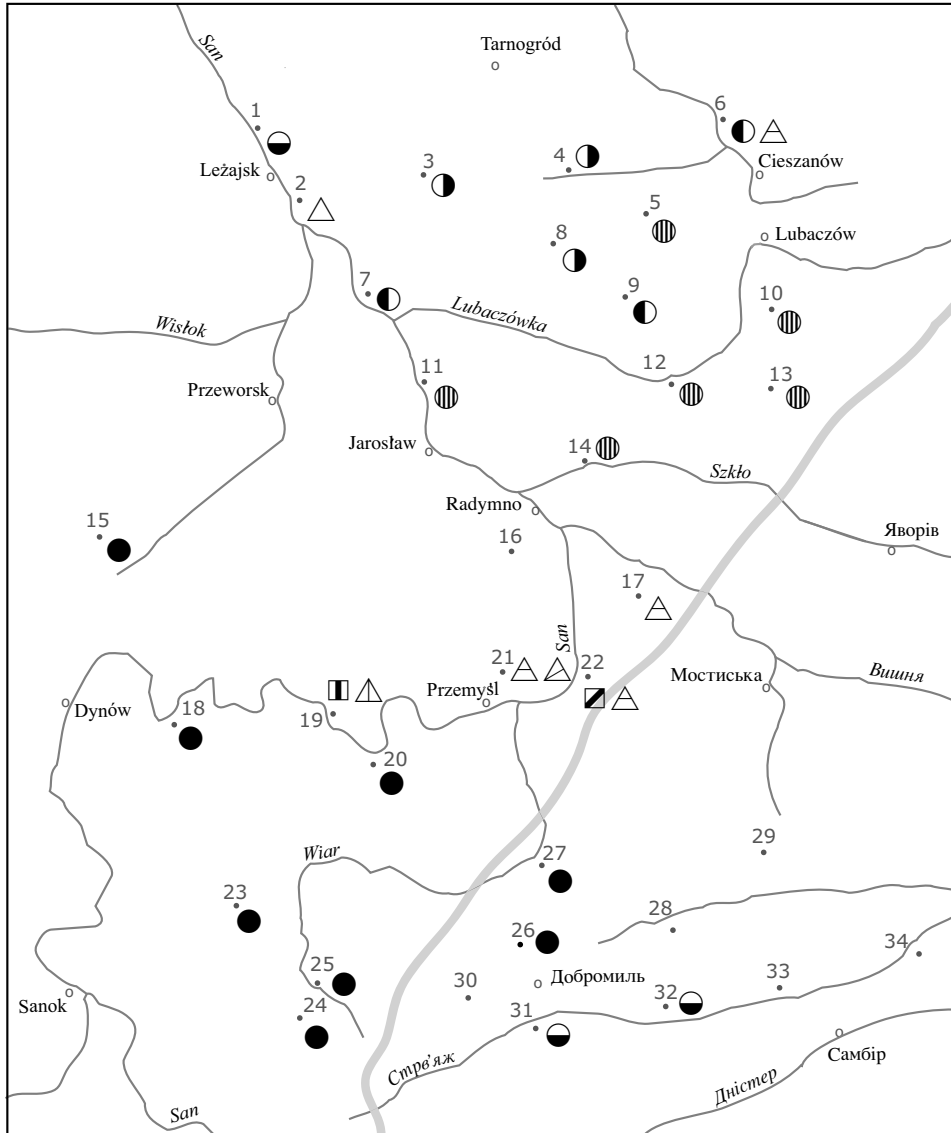 San
Tarnogród
1
6
Leżajsk
3
4
Cieszanów
2
5
8
Lubaczów
7
9
10
Wisłok
Lubaczówka
11
12
13
Przeworsk
Jarosław
14
Szkło
Radymno
15
16
Яворів
17
San
21
22
Przemyśl
Мостиська
Вишня
Dynów
18
19
20
Wiar
27
29
23
28
26
34
25
Добромиль
33
Sanok
24
30
32
31
Самбір
Стрв’яж
Дністер
San